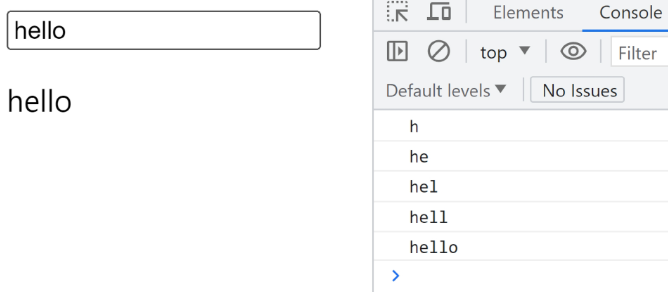 hello
hello
Elements Console
top Filter
Default levels No Issues
h
he
hel
hell
hello